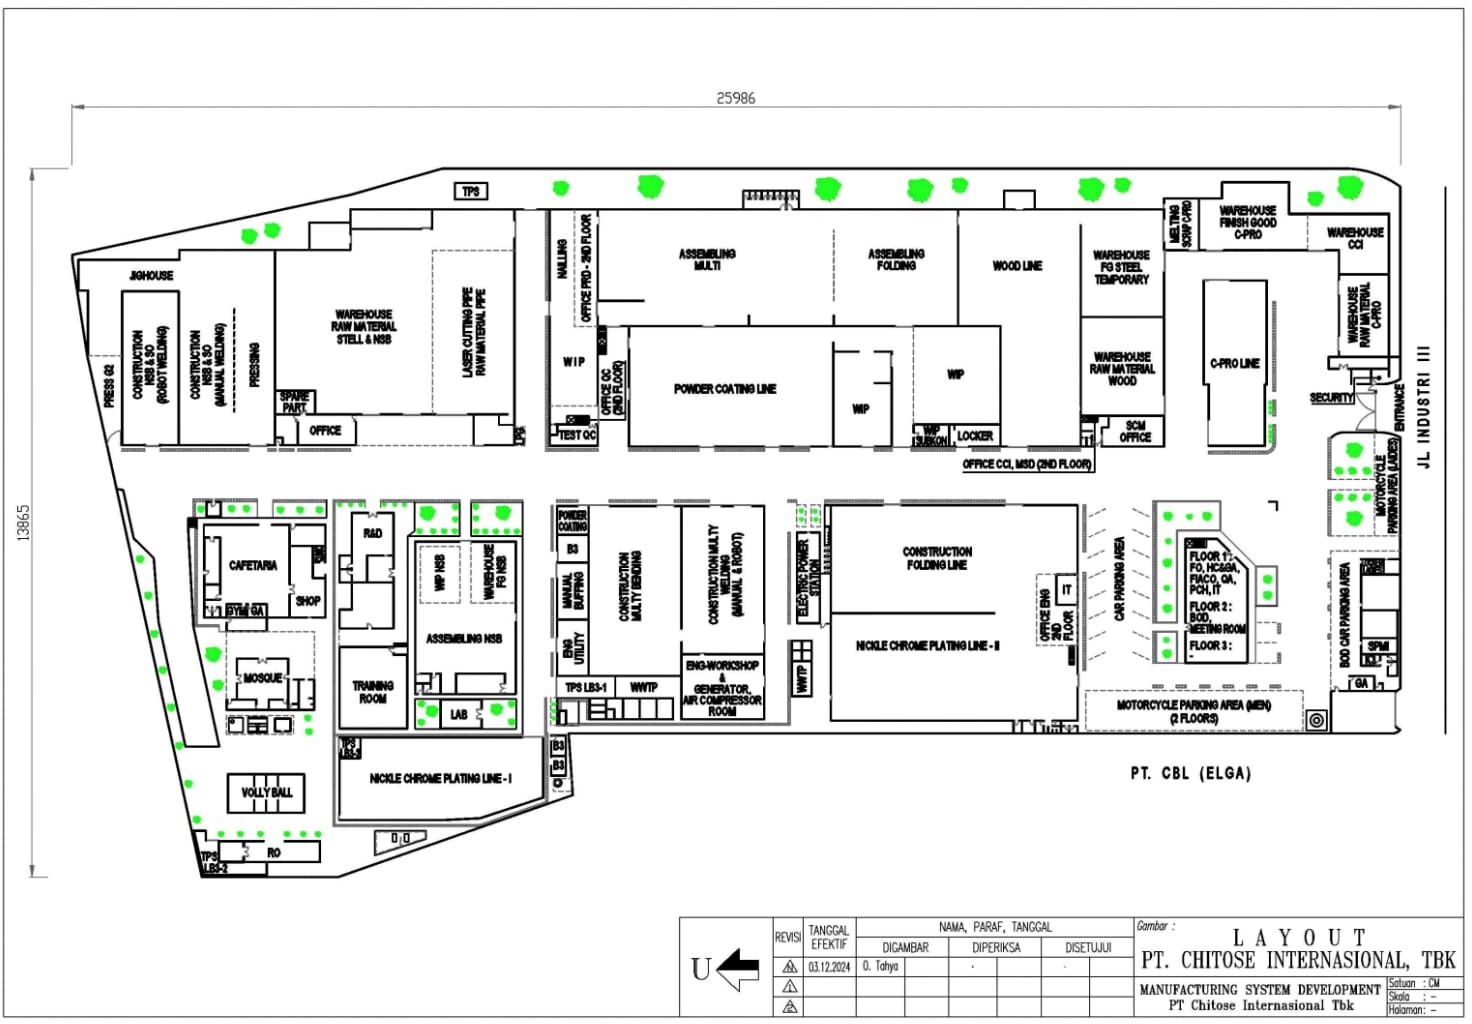 25986
13865
TPS
JIGHOUSE
CONSTRUCTION
NSB & SO
(ROBOT WELDING)
CONSTRUCTION
NSB & SO
(MANUAL WELDING)
PRESSING
PRESS G2
WAREHOUSE
RAW MATERIAL
STELL & NSB
LASER CUTTING PIPE
RAW MATERIAL PIPE
SPARE
PART
OFFICE
LPG
NAILLING
OFFICE PRD - 2ND FLOOR
W I P
OFFICE QC
(2ND FLOOR)
TEST QC
ASSEMBLING
MULTI
ASSEMBLING
FOLDING
WOOD LINE
POWDER COATING LINE
WIP
WIP
WIP
SUBKON
LOCKER
OFFICE CCI, MSD (2ND FLOOR)
WAREHOUSE
FG STEEL
TEMPORARY
WAREHOUSE
RAW MATERIAL
WOOD
SCM
OFFICE
MELTING
SCRAP C-PRO
WAREHOUSE
FINISH GOOD
C-PRO
WAREHOUSE
CCI
WAREHOUSE
RAW MATERIAL
C-PRO
C-PRO LINE
SECURITY
ENTRANCE
JL INDUSTRI III
MOTORCYCLE
PARKING AREA (LAIDES)
CAFETARIA
SHOP
GYM GA
MOSQUE
VOLLY BALL
TPS
LB3-2
RO
R&D
TRAINING
ROOM
WIP NSB
WAREHOUSE
FG NSB
ASSEMBLING NSB
LAB
TPS
LB3-3
NICKLE CHROME PLATING LINE - I
B3
B3
POWDER
COATING
B3
MANUAL
BUFFING
ENG
UTILITY
TPS LB3-1
WWTP
CONSTRUCTION
MULTY BENDING
CONSTRUCTION MULTY
WELDING
(MANUAL & ROBOT)
ENG-WORKSHOP
&
GENERATOR,
AIR COMPRESSOR
ROOM
ELECTRIC POWER
STATION
WWTP
CONSTRUCTION
FOLDING LINE
NICKLE CHROME PLATING LINE - II
IT
OFFICE ENG
2ND
FLOOR
CAR PARKING AREA
FLOOR 1 :
FO, HC&GA,
FIACO, QA,
PCH, IT
FLOOR 2 :
BOD,
MEETING ROOM
FLOOR 3 :
-
MOTORCYCLE PARKING AREA (MEN)
(2 FLOORS)
BOD CAR PARKING AREA
SPMI
K3
GA
PT. CBL (ELGA)
U
REVISI
TANGGAL
EFEKTIF
NAMA, PARAF, TANGGAL
DIGAMBAR
DIPERIKSA
DISETUJUI
N
03.12.2024
O. Tahya
1
2
Gambar :
L A Y O U T
PT. CHITOSE INTERNASIONAL, TBK
MANUFACTURING SYSTEM DEVELOPMENT
PT Chitose Internasional Tbk
Satuan : CM
Skala : -
Halaman: -